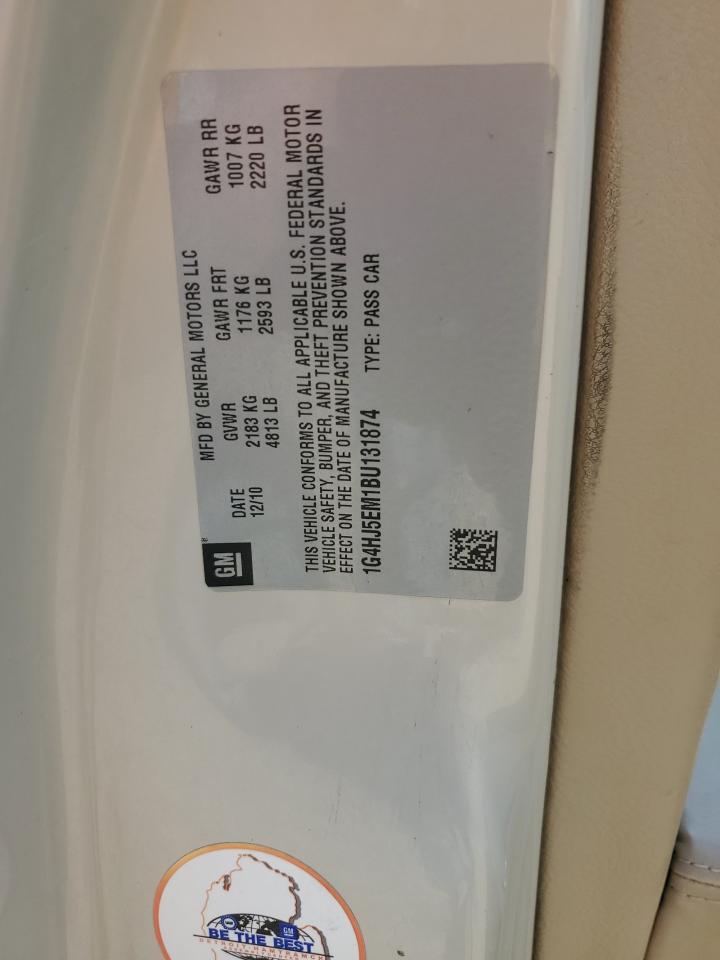 MFD BY GENERAL MOTORS LLC
GM®
DATE GVWR GAWR FRT GAWR RR
12/10 2183 KG 1176 KG 1007 KG
4813 LB 2593 LB 2220 LB
THIS VEHICLE CONFORMS TO ALL APPLICABLE U.S. FEDERAL MOTOR
VEHICLE SAFETY, BUMPER, AND THEFT PREVENTION STANDARDS IN
EFFECT ON THE DATE OF MANUFACTURE SHOWN ABOVE.
1G4HJ5EM1BU131874 TYPE: PASS CAR
GM
BE THE BEST
DETROIT HAMTRAMCK